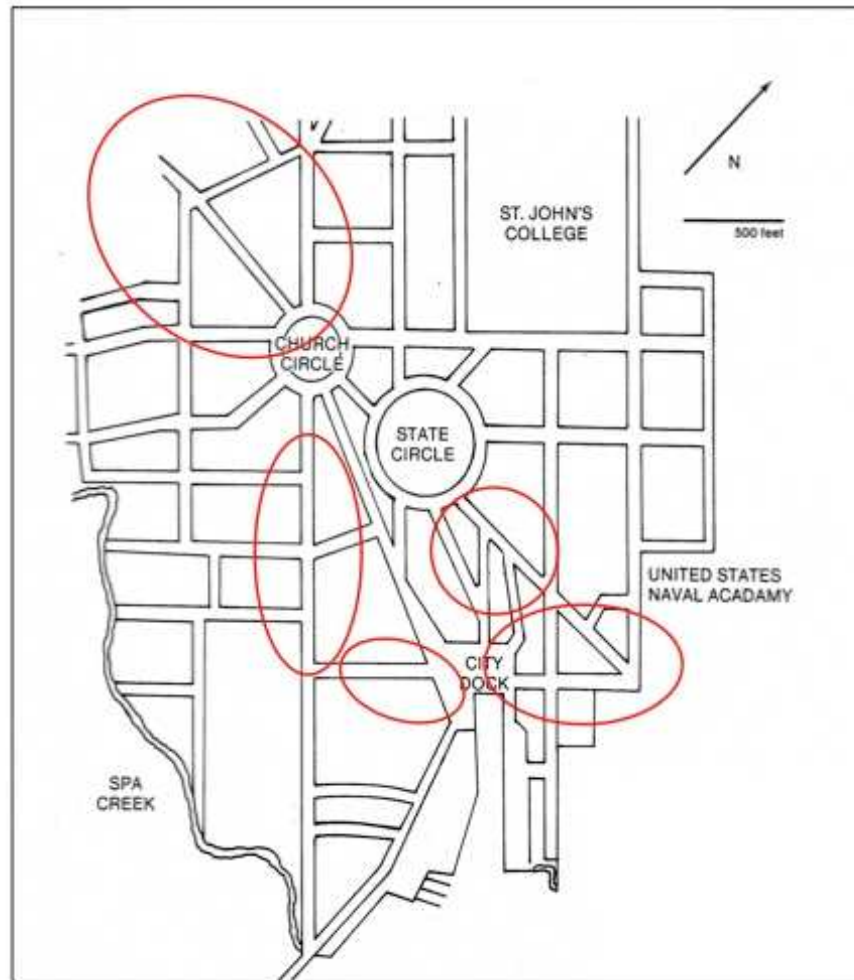 N
ST. JOHN'S
COLLEGE
500 feet
CHURCH
CIRCLE
STATE
CIRCLE
UNITED STATES
NAVAL ACADAMY
CITY
DOCK
SPA
CREEK